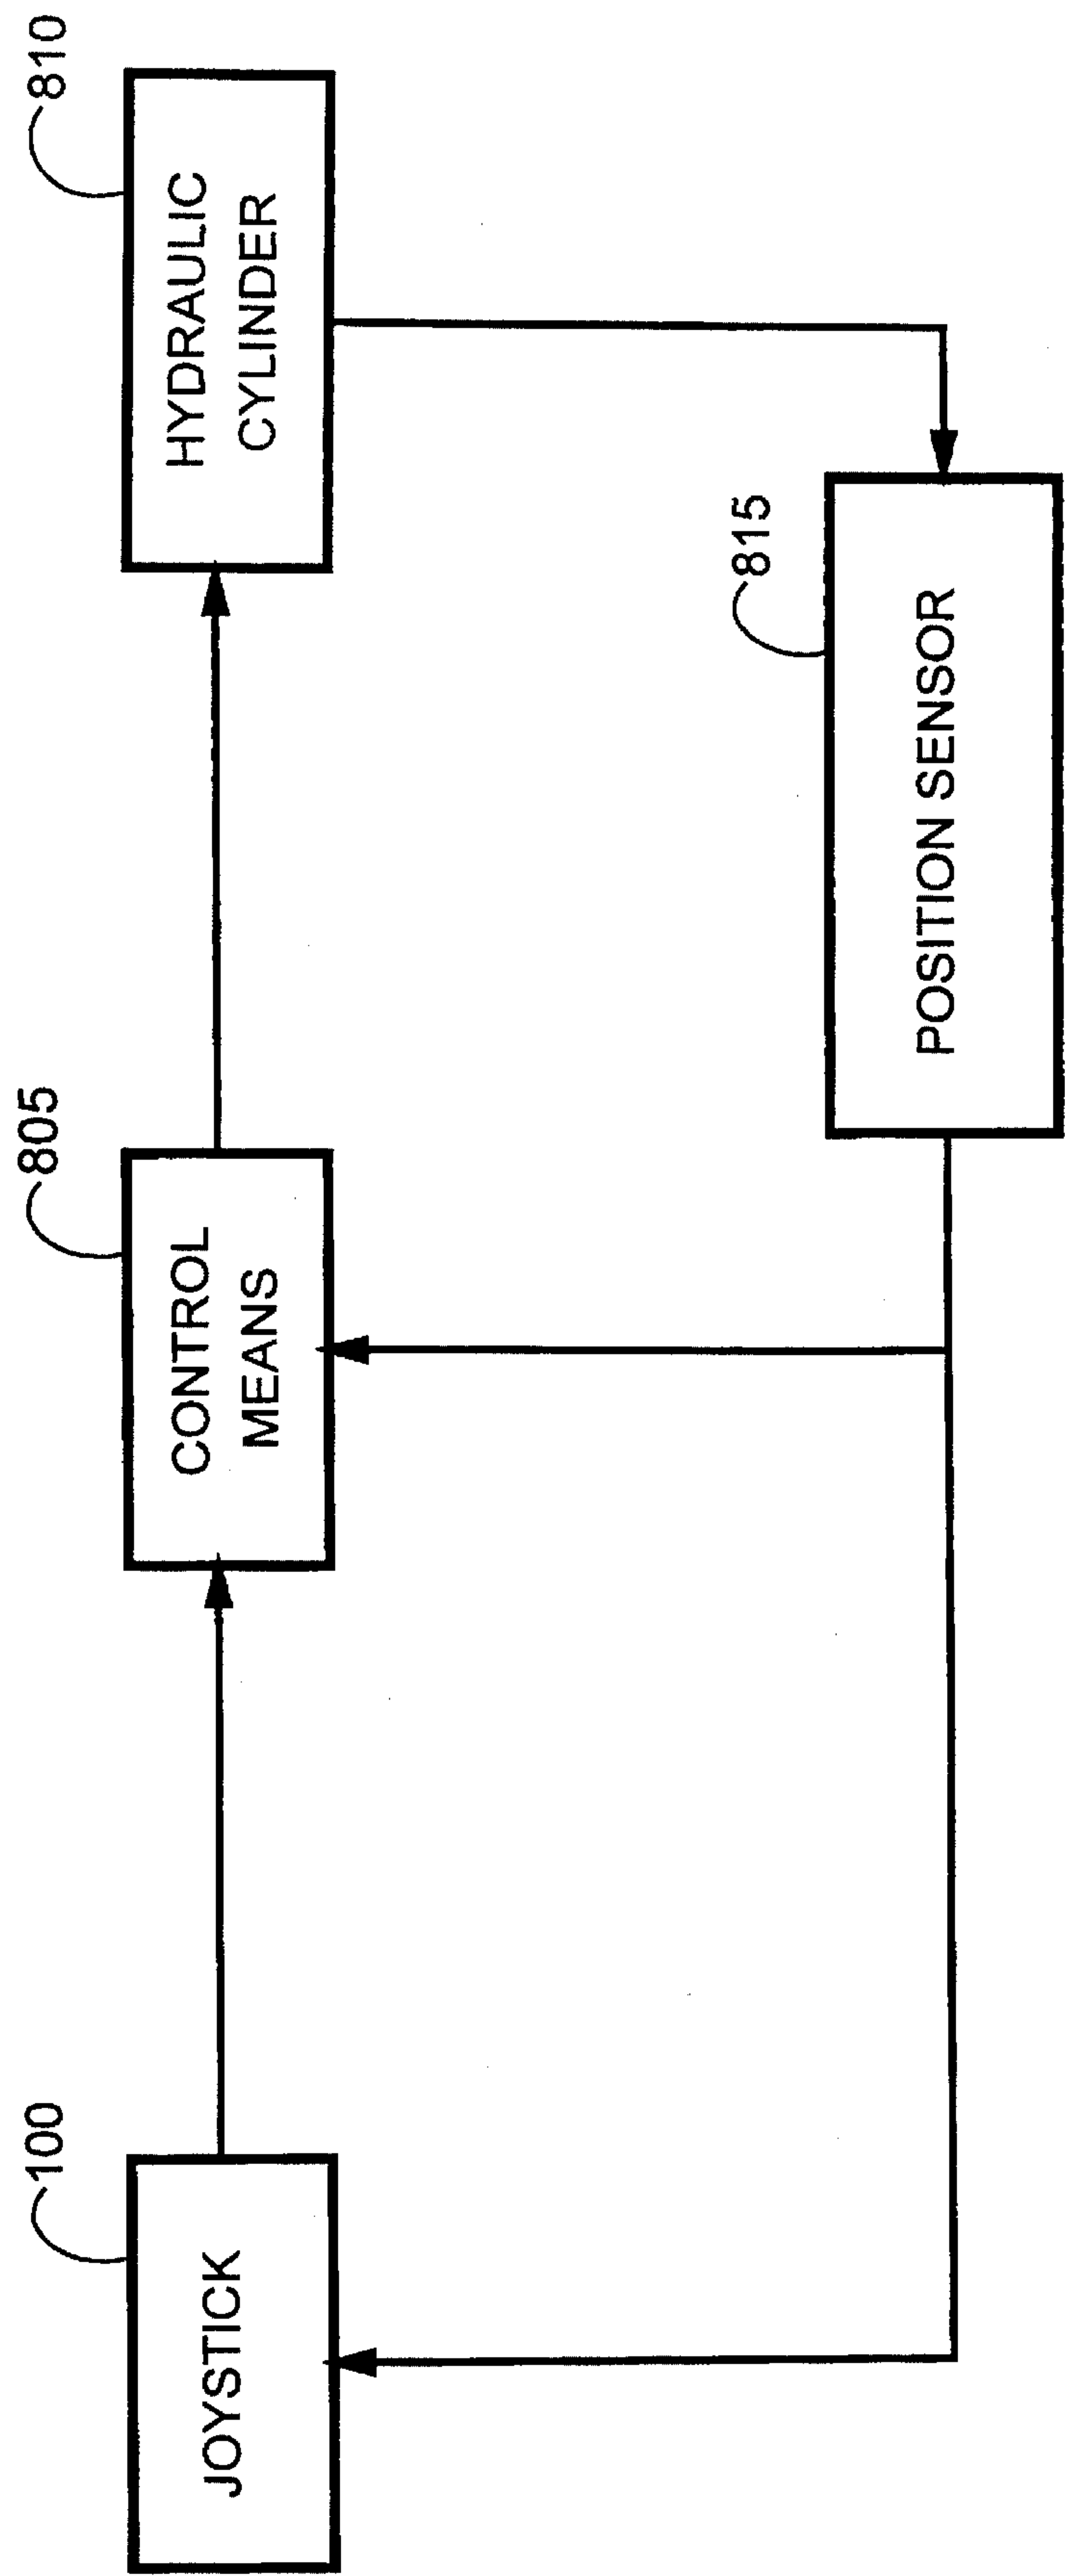 100
JOYSTICK
805
CONTROL
MEANS
810
HYDRAULIC
CYLINDER
815
POSITION SENSOR